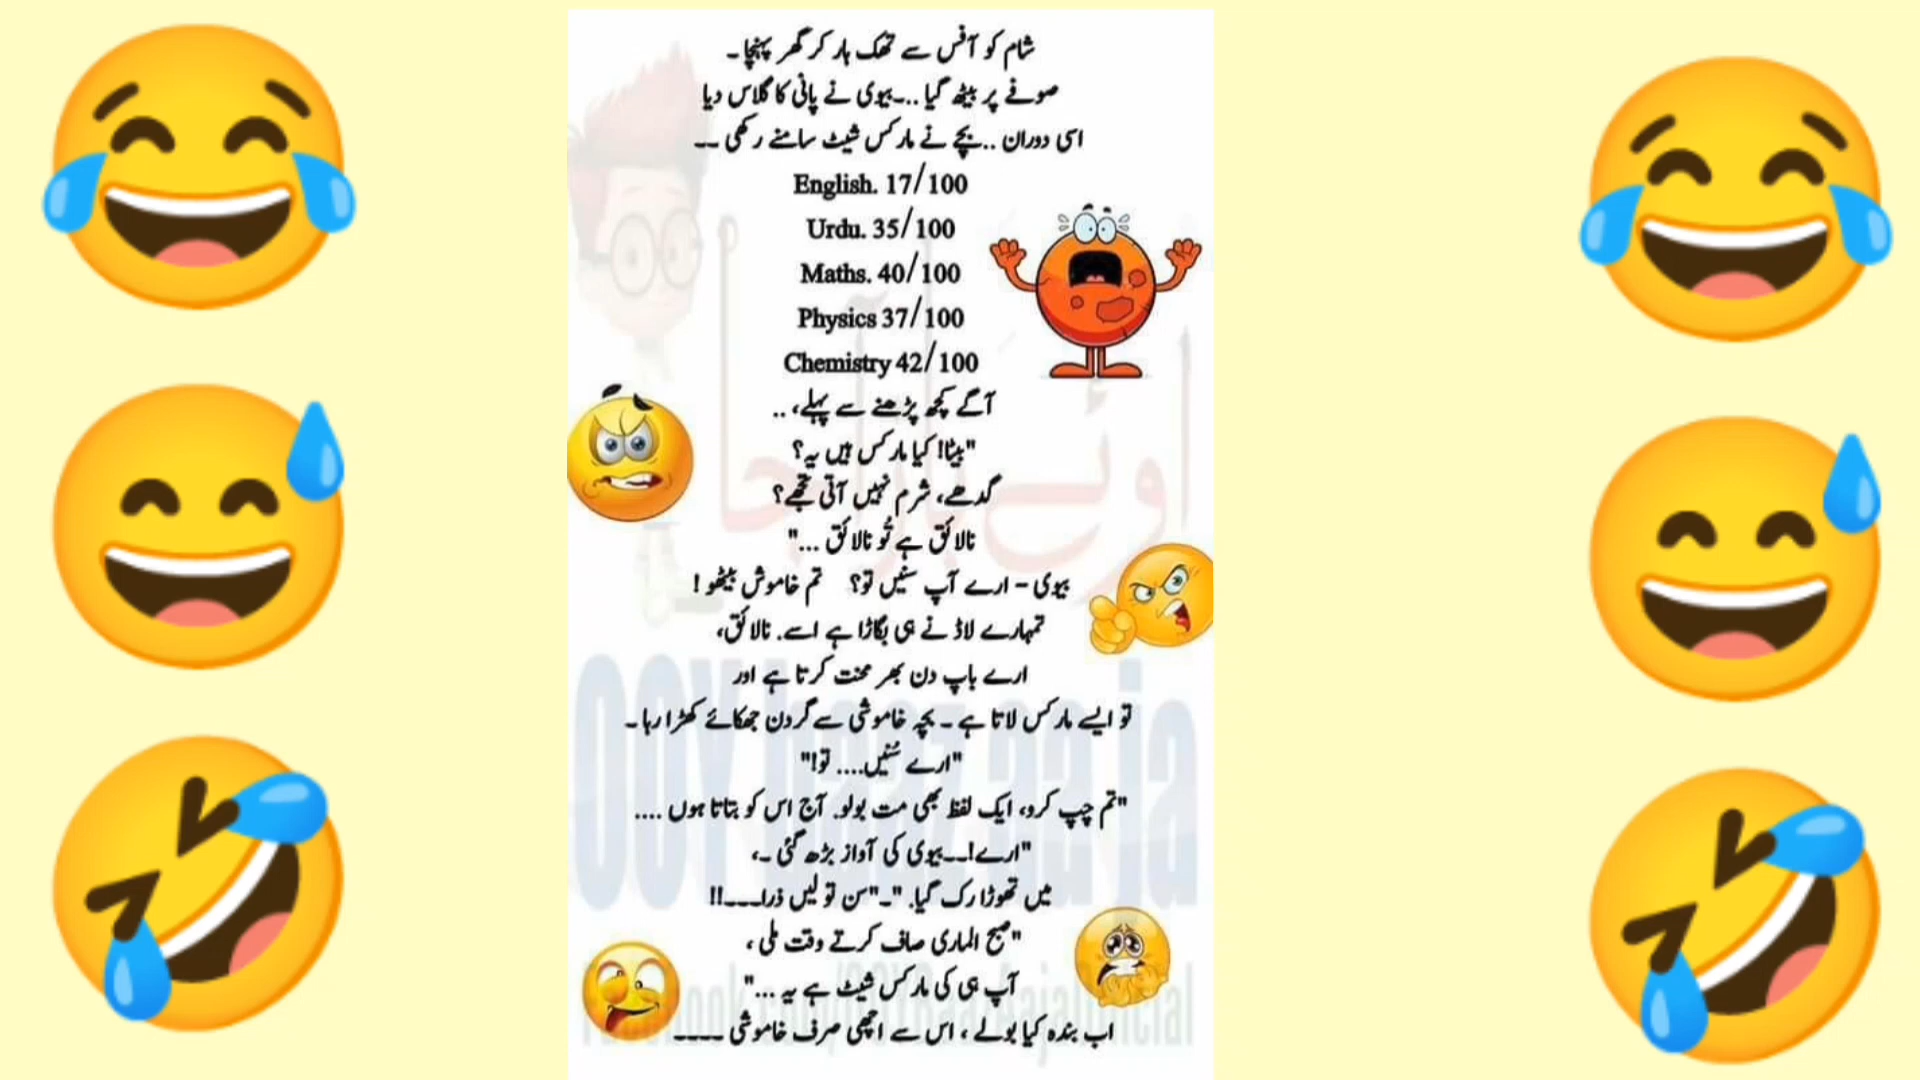 شام کو آفس سے تھک ہار کر گھر پہنچا ۔
صوفے پر بیٹھ گیا ..۔بیوی نے پانی کا گلاس دیا
اسی دوران ..بچے نے مارکس شیٹ سامنے رکھی ۔۔
English. 17/100
Urdu. 35/100
Maths. 40/100
Physics 37/100
Chemistry 42/100
آگے کچھ پڑھنے سے پہلے، ..
"بیٹا! کیا مارکس ہیں یہ؟
گدھے، شرم نہیں آتی تجھے؟
نالائق ہے تُو نالائق ..."
بیوی – ارے آپ سنیں تو؟ تم خاموش بیٹھو !
تمہارے لاڈ نے ہی بگاڑا ہے اسے. نالائق،
ارے باپ دن بھر محنت کرتا ہے اور
تو ایسے مارکس لاتا ہے ۔ بچہ خاموشی سے گردن جھکائے کھڑا رہا ۔
"ارے سُنیں.... تو!"
"تم چپ کرو، ایک لفظ بھی مت بولو. آج اس کو بتاتا ہوں ....
"ارے!۔۔بیوی کی آواز بڑھ گئی ۔،
میں تھوڑا رک گیا. "۔"سن تو لیں ذرا۔۔۔!!
"صبح الماری صاف کرتے وقت ملی ،
آپ ہی کی مارکس شیٹ ہے یہ ..."
اب بندہ کیا بولے ، اس سے اچھی صرف خاموشی ۔۔۔۔
اوئے باز آ جا
OOY baaz aa ja